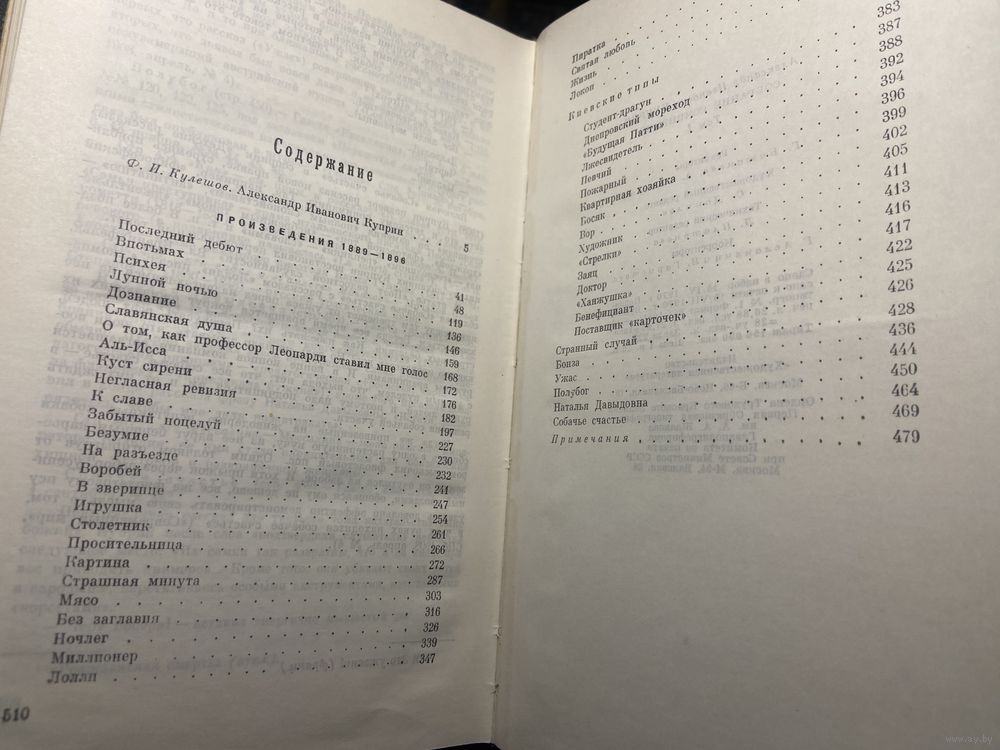 Содержание
Ф. И. Кулешов. Александр Иванович Куприн . . . 5
ПРОИЗВЕДЕНИЯ 1889—1896
Последний дебют 41
Впотьмах 48
Психея 119
Лунной ночью 136
Дознание 146
Славянская душа 159
О том, как профессор Леопарди ставил мне голос 168
Аль-Исса 172
Куст сирени 176
Негласная ревизия 182
К славе 197
Забытый поцелуй 227
Безумие 230
На разъезде 232
Воробей 241
В зверинце 247
Игрушка 254
Столетник 261
Просительница 266
Картина 272
Страшная минута 287
Мясо 303
Без заглавия 316
Ночлег 326
Миллионер 339
Лолли 347
510
Пиратка
Святая любовь
Жизнь
Локон
Киевские типы
Студент-драгун 383
Днепровский мореход 387
«Будущая Патти» 388
Лжесвидетель 392
Певчий 394
Пожарный 396
Квартирная хозяйка 399
Босяк 402
Вор 405
Художник 411
«Стрелки» 413
Заяц 416
Доктор 417
«Ханжушка» 422
Бенефициант 425
Поставщик «карточек» 426
Странный случай 428
Бонза 436
Ужас 444
Полубог 450
Наталья Давыдовна 464
Собачье счастье 469
Примечания 479
www.ay.by